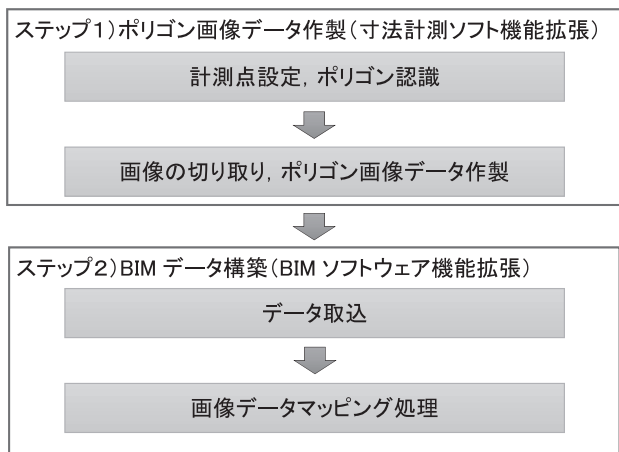 ステップ1)ポリゴン画像データ作製(寸法計測ソフト機能拡張)
計測点設定, ポリゴン認識
画像の切り取り, ポリゴン画像データ作製
ステップ2)BIM データ構築(BIM ソフトウェア機能拡張)
データ取込
画像データマッピング処理